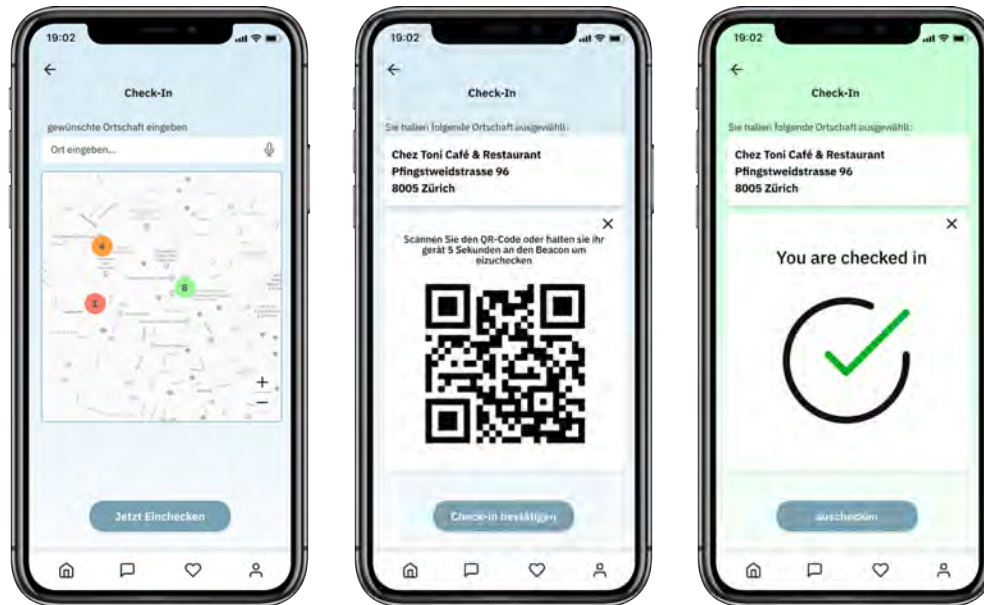 19:02
Check-In
gewünschte Ortschaft eingeben
Ort eingeben...
4
8
1
+
−
Jetzt Einchecken
19:02
Check-In
Sie haben folgende Ortschaft ausgewählt:
Chez Toni Café & Restaurant
Pfingstweidstrasse 96
8005 Zürich
Scannen Sie den QR-Code oder halten sie ihr
gerät 5 Sekunden an den Beacon um
eizuchecken
Check-in bestätigen
19:02
Check-In
Sie haben folgende Ortschaft ausgewählt:
Chez Toni Café & Restaurant
Pfingstweidstrasse 96
8005 Zürich
You are checked in
auschecken